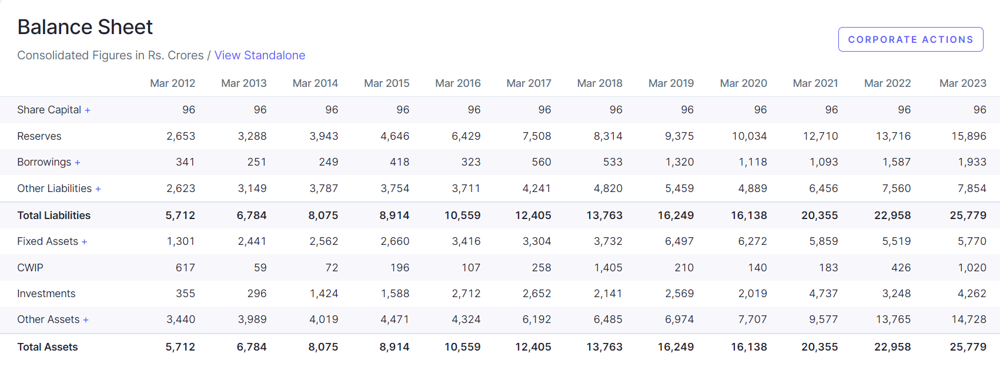 Balance Sheet
CORPORATE ACTIONS
Consolidated Figures in Rs. Crores / View Standalone
Mar 2012 Mar 2013 Mar 2014 Mar 2015 Mar 2016 Mar 2017 Mar 2018 Mar 2019 Mar 2020 Mar 2021 Mar 2022 Mar 2023
Share Capital + 96 96 96 96 96 96 96 96 96 96 96 96
Reserves 2,653 3,288 3,943 4,646 6,429 7,508 8,314 9,375 10,034 12,710 13,716 15,896
Borrowings + 341 251 249 418 323 560 533 1,320 1,118 1,093 1,587 1,933
Other Liabilities + 2,623 3,149 3,787 3,754 3,711 4,241 4,820 5,459 4,889 6,456 7,560 7,854
Total Liabilities 5,712 6,784 8,075 8,914 10,559 12,405 13,763 16,249 16,138 20,355 22,958 25,779
Fixed Assets + 1,301 2,441 2,562 2,660 3,416 3,304 3,732 6,497 6,272 5,859 5,519 5,770
CWIP 617 59 72 196 107 258 1,405 210 140 183 426 1,020
Investments 355 296 1,424 1,588 2,712 2,652 2,141 2,569 2,019 4,737 3,248 4,262
Other Assets + 3,440 3,989 4,019 4,471 4,324 6,192 6,485 6,974 7,707 9,577 13,765 14,728
Total Assets 5,712 6,784 8,075 8,914 10,559 12,405 13,763 16,249 16,138 20,355 22,958 25,779